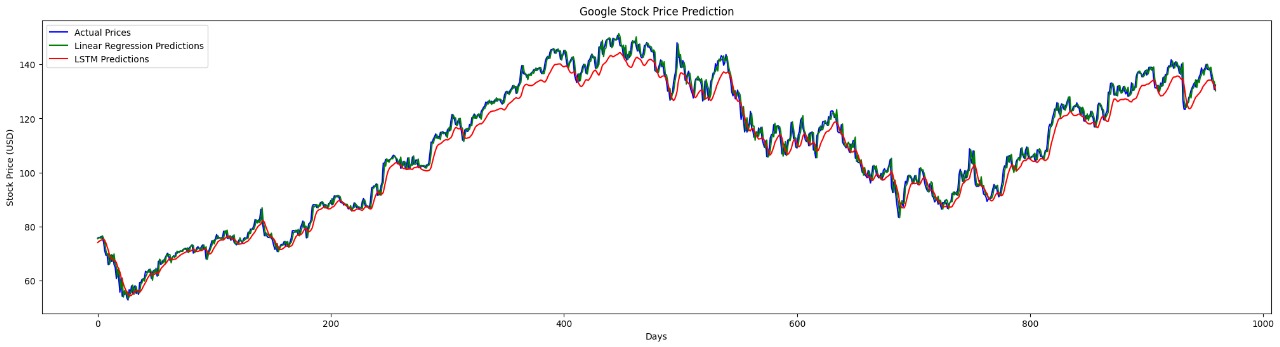 Google Stock Price Prediction
Actual Prices
Linear Regression Predictions
LSTM Predictions
Stock Price (USD)
140
120
100
80
60
0 200 400 600 800 1000
Days